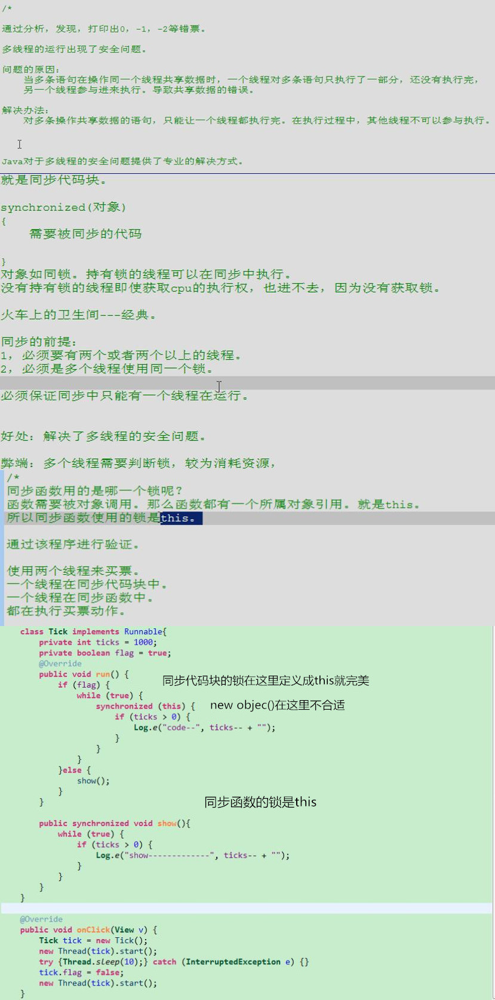 /*
通过分析，发现，打印出0，-1，-2等错票。
多线程的运行出现了安全问题。
问题的原因：
当多条语句在操作同一个线程共享数据时，一个线程对多条语句只执行了一部分，还没有执行完，
另一个线程参与进来执行。导致共享数据的错误。
解决办法：
对多条操作共享数据的语句，只能让一个线程都执行完。在执行过程中，其他线程不可以参与执行。
Java对于多线程的安全问题提供了专业的解决方式。
就是同步代码块。
synchronized(对象)
{
需要被同步的代码
}
对象如同锁。持有锁的线程可以在同步中执行。
没有持有锁的线程即使获取cpu的执行权，也进不去，因为没有获取锁。
火车上的卫生间---经典。
同步的前提：
1，必须要有两个或者两个以上的线程。
2，必须是多个线程使用同一个锁。
必须保证同步中只能有一个线程在运行。
好处：解决了多线程的安全问题。
弊端：多个线程需要判断锁，较为消耗资源，
/*
同步函数用的是哪一个锁呢？
函数需要被对象调用。那么函数都有一个所属对象引用。就是this。
所以同步函数使用的锁是this。
通过该程序进行验证。
使用两个线程来买票。
一个线程在同步代码块中。
一个线程在同步函数中。
都在执行买票动作。
class Tick implements Runnable{
private int ticks = 1000;
private boolean flag = true;
@Override
public void run() {
同步代码块的锁在这里定义成this就完美
if (flag) {
while (true) {
synchronized (this) { new objec()在这里不合适
if (ticks > 0) {
Log.e("code--", ticks-- + "");
}
}
}
}else {
show();
}
}
同步函数的锁是this
public synchronized void show(){
while (true) {
if (ticks > 0) {
Log.e("show-------------", ticks-- + "");
}
}
}
}
@Override
public void onClick(View v) {
Tick tick = new Tick();
new Thread(tick).start();
try {Thread.sleep(10);} catch (InterruptedException e) {}
tick.flag = false;
new Thread(tick).start();
}